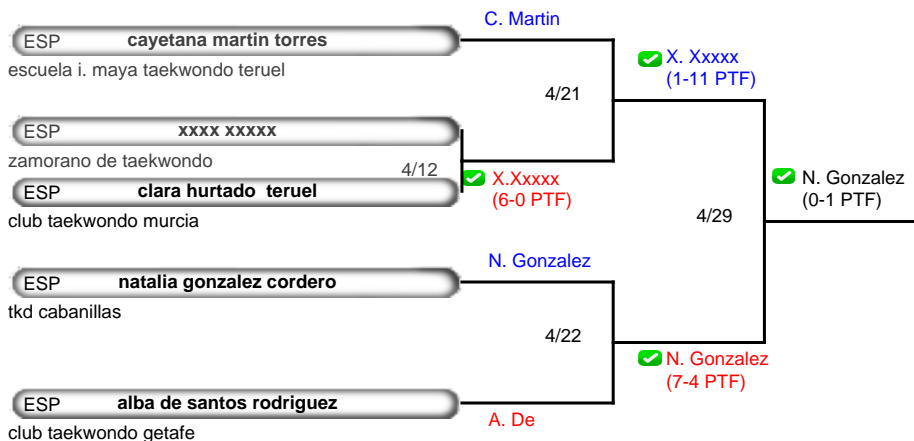 C. Martin
ESP cayetana martin torres
escuela i. maya taekwondo teruel
X. Xxxxx
(1-11 PTF)
4/21
ESP xxxx xxxxx
zamorano de taekwondo
4/12
X.Xxxxx
(6-0 PTF)
ESP clara hurtado teruel
club taekwondo murcia
N. Gonzalez
(0-1 PTF)
4/29
N. Gonzalez
ESP natalia gonzalez cordero
tkd cabanillas
4/22
N. Gonzalez
(7-4 PTF)
ESP alba de santos rodriguez
A. De
club taekwondo getafe